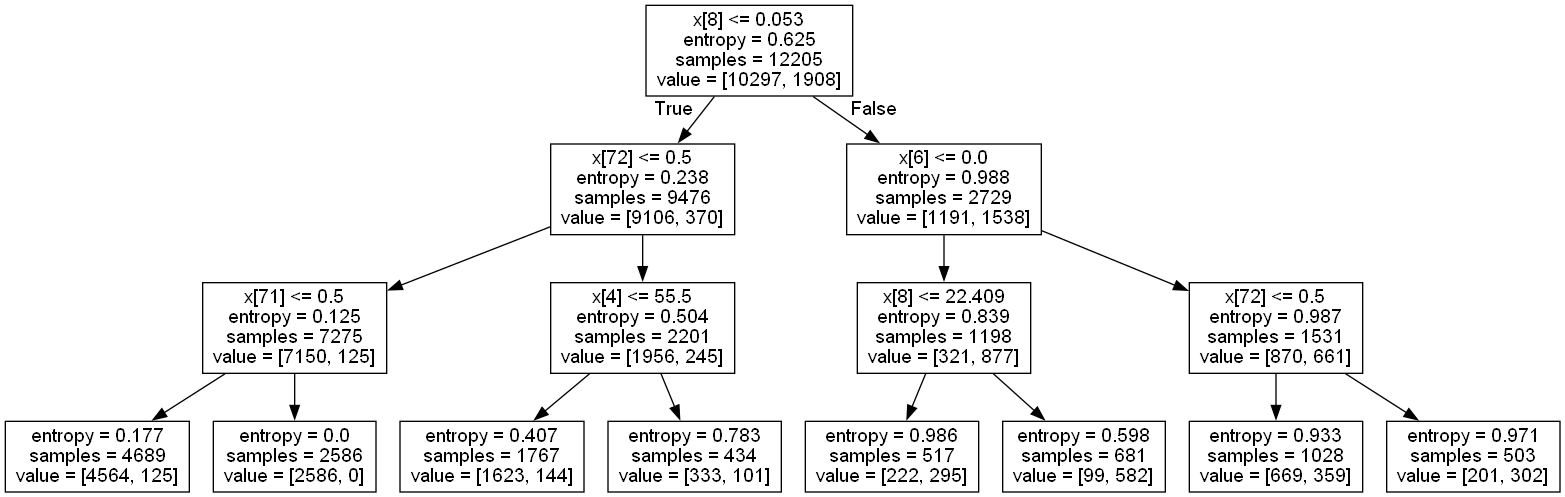 x[8] <= 0.053
entropy = 0.625
samples = 12205
value = [10297, 1908]
True
False
x[72] <= 0.5
entropy = 0.238
samples = 9476
value = [9106, 370]
x[6] <= 0.0
entropy = 0.988
samples = 2729
value = [1191, 1538]
x[71] <= 0.5
entropy = 0.125
samples = 7275
value = [7150, 125]
x[4] <= 55.5
entropy = 0.504
samples = 2201
value = [1956, 245]
x[8] <= 22.409
entropy = 0.839
samples = 1198
value = [321, 877]
x[72] <= 0.5
entropy = 0.987
samples = 1531
value = [870, 661]
entropy = 0.177
samples = 4689
value = [4564, 125]
entropy = 0.0
samples = 2586
value = [2586, 0]
entropy = 0.407
samples = 1767
value = [1623, 144]
entropy = 0.783
samples = 434
value = [333, 101]
entropy = 0.986
samples = 517
value = [222, 295]
entropy = 0.598
samples = 681
value = [99, 582]
entropy = 0.933
samples = 1028
value = [669, 359]
entropy = 0.971
samples = 503
value = [201, 302]